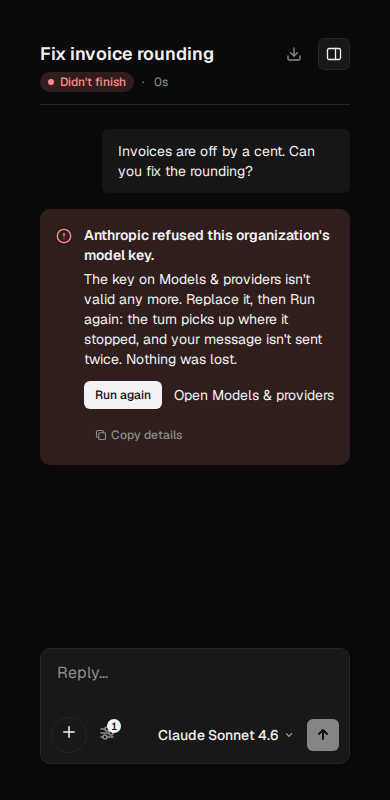 Fix invoice rounding
Didn't finish · 0s
Invoices are off by a cent. Can
you fix the rounding?
Anthropic refused this organization's
model key.
The key on Models & providers isn't
valid any more. Replace it, then Run
again: the turn picks up where it
stopped, and your message isn't sent
twice. Nothing was lost.
Run again Open Models & providers
Copy details
Reply...
1
Claude Sonnet 4.6